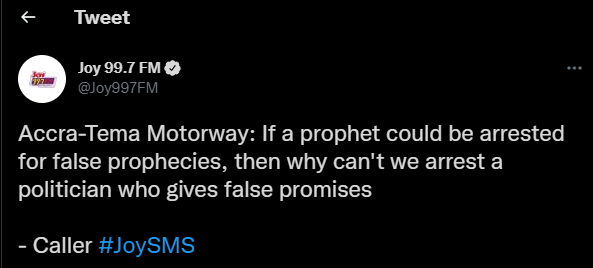 Tweet
Joy 99.7 FM
@Joy997FM
Accra-Tema Motorway: If a prophet could be arrested
for false prophecies, then why can't we arrest a
politician who gives false promises
- Caller #JoySMS